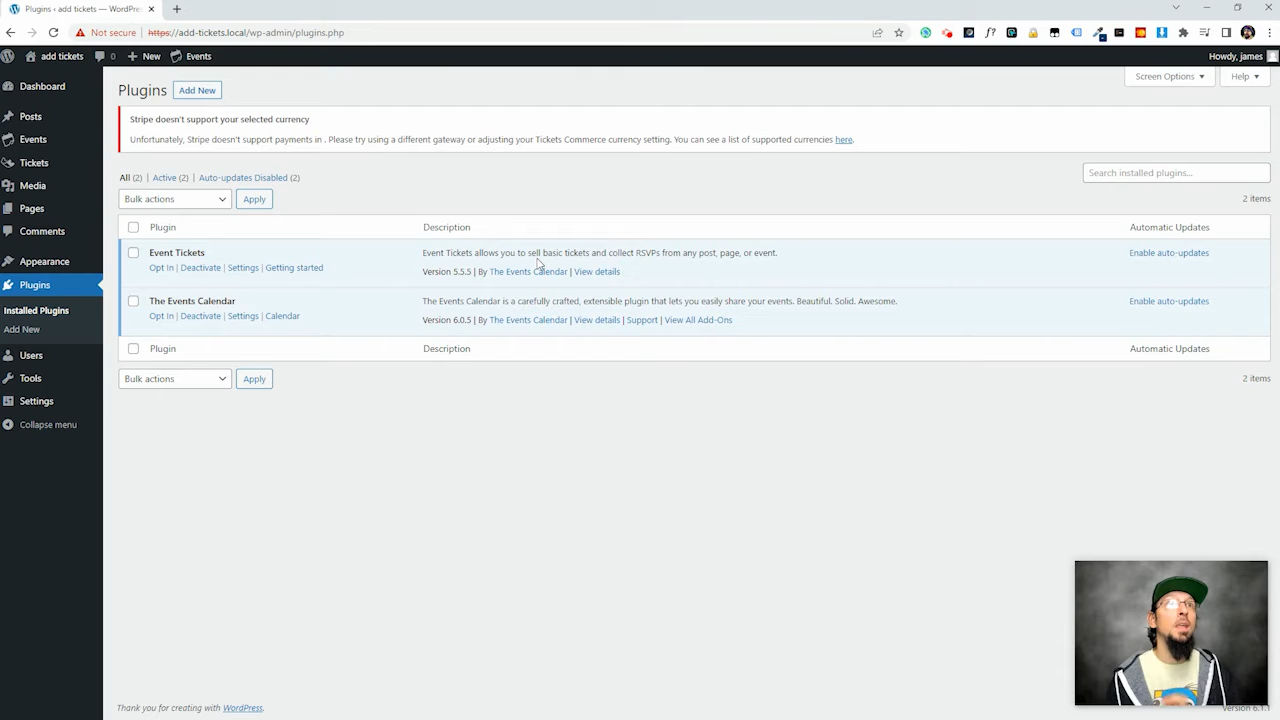 Plugins ‹ add tickets — WordPre
Not secure | https://add-tickets.local/wp-admin/plugins.php
add tickets 0 New Events
Howdy, james
Dashboard
Posts
Events
Tickets
Media
Pages
Comments
Appearance
Plugins
Installed Plugins
Add New
Users
Tools
Settings
Collapse menu
Screen Options Help
Plugins Add New
Stripe doesn't support your selected currency
Unfortunately, Stripe doesn't support payments in . Please try using a different gateway or adjusting your Tickets Commerce currency setting. You can see a list of supported currencies here.
All (2) | Active (2) | Auto-updates Disabled (2)
Search installed plugins...
Bulk actions Apply
2 items
Plugin Description Automatic Updates
Event Tickets Event Tickets allows you to sell basic tickets and collect RSVPs from any post, page, or event. Enable auto-updates
Opt In | Deactivate | Settings | Getting started
Version 5.5.5 | By The Events Calendar | View details
The Events Calendar The Events Calendar is a carefully crafted, extensible plugin that lets you easily share your events. Beautiful. Solid. Awesome. Enable auto-updates
Opt In | Deactivate | Settings | Calendar
Version 6.0.5 | By The Events Calendar | View details | Support | View All Add-Ons
Plugin Description Automatic Updates
Bulk actions Apply
2 items
Thank you for creating with WordPress.
Version 6.1.1